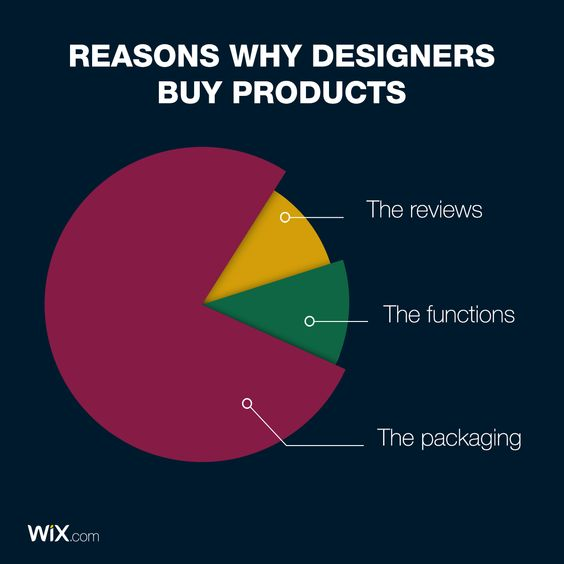 REASONS WHY DESIGNERS
BUY PRODUCTS
The reviews
The functions
The packaging
WiX.com